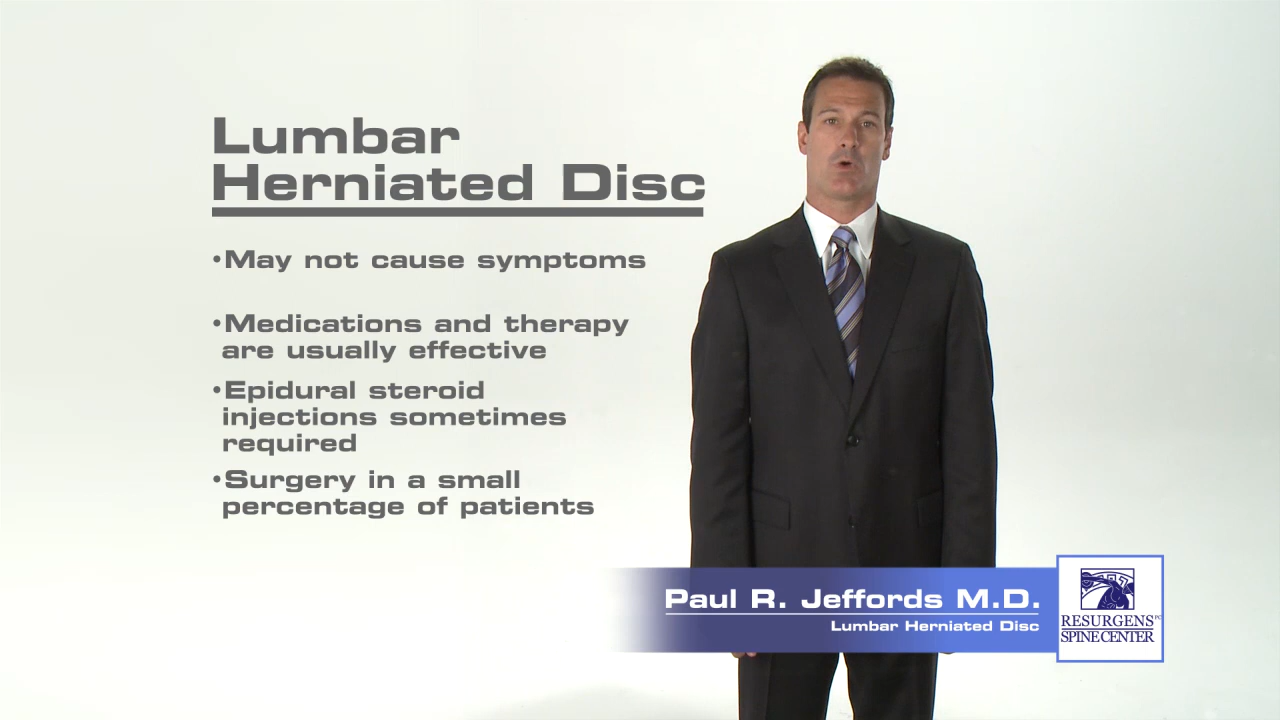 Lumbar
Herniated Disc
•May not cause symptoms
•Medications and therapy
are usually effective
•Epidural steroid
injections sometimes
required
•Surgery in a small
percentage of patients
Paul R. Jeffords M.D.
Lumbar Herniated Disc
RESURGENS PC
SPINE CENTER